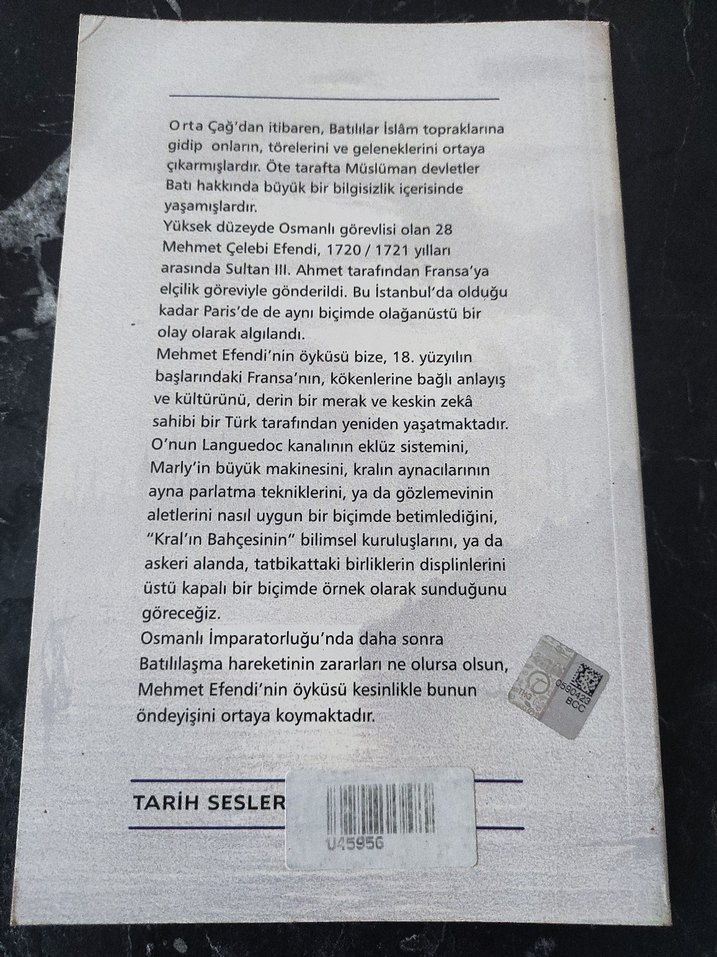 Orta Çağ'dan itibaren, Batılılar İslâm topraklarına
gidip onların, törelerini ve geleneklerini ortaya
çıkarmışlardır. Öte tarafta Müslüman devletler
Batı hakkında büyük bir bilgisizlik içerisinde
yaşamışlardır.
Yüksek düzeyde Osmanlı görevlisi olan 28
Mehmet Çelebi Efendi, 1720 / 1721 yılları
arasında Sultan III. Ahmet tarafından Fransa'ya
elçilik göreviyle gönderildi. Bu İstanbul'da olduğu
kadar Paris'de de aynı biçimde olağanüstü bir
olay olarak algılandı.
Mehmet Efendi'nin öyküsü bize, 18. yüzyılın
başlarındaki Fransa'nın, kökenlerine bağlı anlayış
ve kültürünü, derin bir merak ve keskin zekâ
sahibi bir Türk tarafından yeniden yaşatmaktadır.
O'nun Languedoc kanalının eklüz sistemini,
Marly'in büyük makinesini, kralın aynacılarının
ayna parlatma tekniklerini, ya da gözlemevinin
aletlerini nasıl uygun bir biçimde betimlediğini,
"Kral'ın Bahçesinin" bilimsel kuruluşlarını, ya da
askeri alanda, tatbikattaki birliklerin displinlerini
üstü kapalı bir biçimde örnek olarak sunduğunu
göreceğiz.
Osmanlı İmparatorluğu'nda daha sonra
Batılılaşma hareketinin zararları ne olursa olsun,
Mehmet Efendi'nin öyküsü kesinlikle bunun
öndeyişini ortaya koymaktadır.
0590423
BCC
TARİH SESLER
U45956